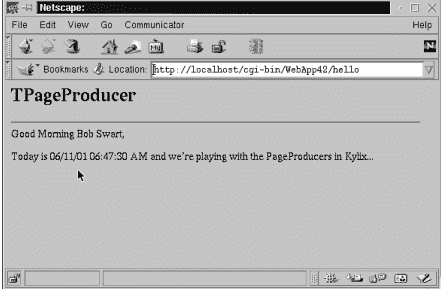 Netscape:
File Edit View Go Communicator Help
My N
Bookmarks Location: http://localhost/cgi-bin/WebApp42/hello
TPageProducer
Good Morning Bob Swart,
Today is 06/11/01 06:47:30 AM and we're playing with the PageProducers in Kylix...